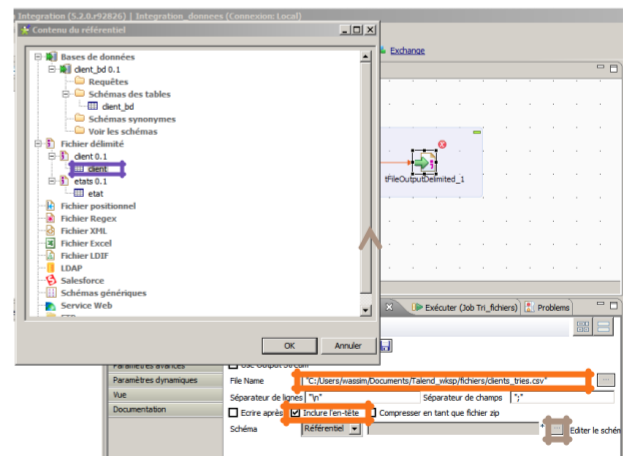 Integration (5.2.0.r92826) | Integration_donnees (Connexion: Local)
Contenu du référentiel
Exchange
Bases de données
client_bd 0.1
Requêtes
Schémas des tables
client_bd
Schémas synonymes
Voir les schémas
Fichier délimité
client 0.1
client
etats 0.1
etat
Fichier positionnel
Fichier Regex
Fichier XML
Fichier Excel
Fichier LDIF
LDAP
Salesforce
Schémas génériques
Service Web
tFileOutputDelimited_1
OK Annuler
Exécuter (Job Tri_fichiers) Problems
Paramètres avancés
Use Output Stream
Paramètres dynamiques
File Name "C:/Users/wassim/Documents/Talend_wksp/fichiers/clients_tries.csv"
Vue
Séparateur de lignes "\n" Séparateur de champs ";"
Documentation
Ecrire après Inclure l'en-tête Compresser en tant que fichier zip
Schéma Référentiel * ... Editer le schém